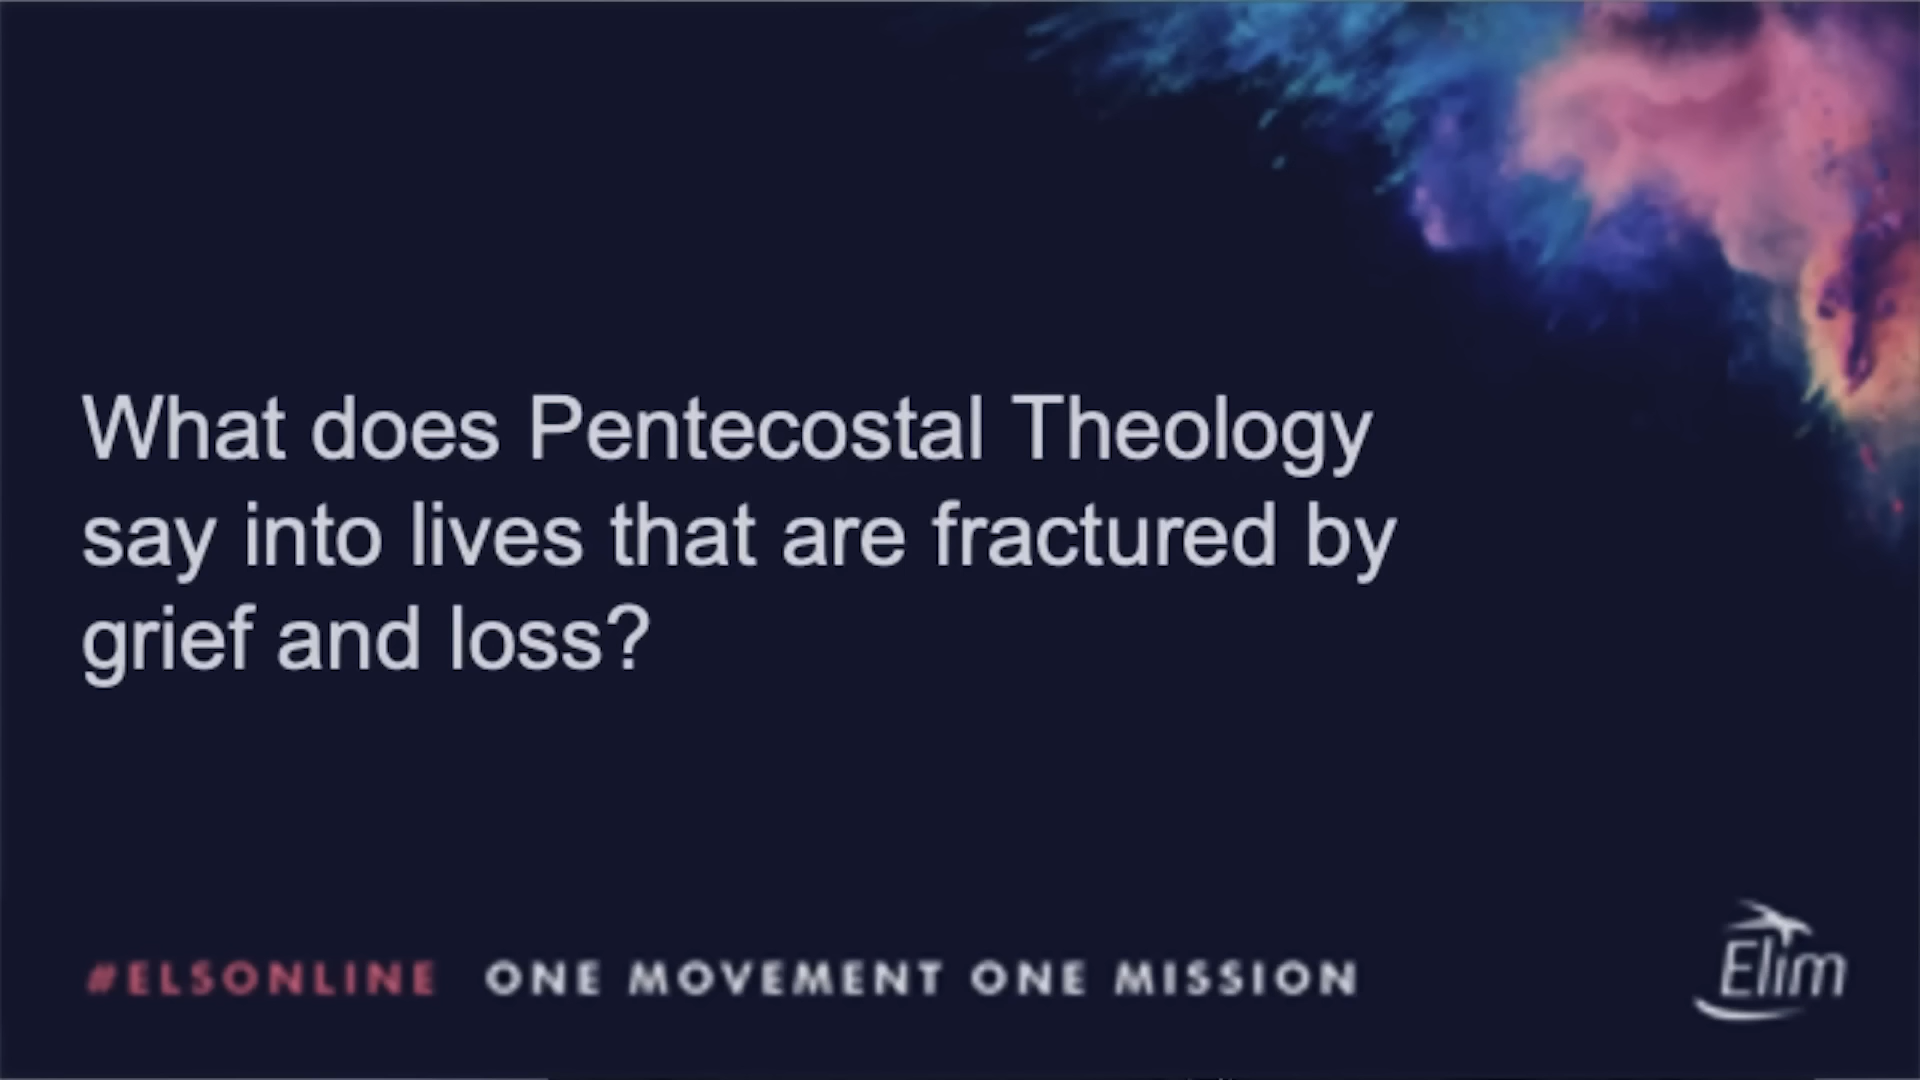 What does Pentecostal Theology
say into lives that are fractured by
grief and loss?
#ELSONLINE ONE MOVEMENT ONE MISSION
Elim